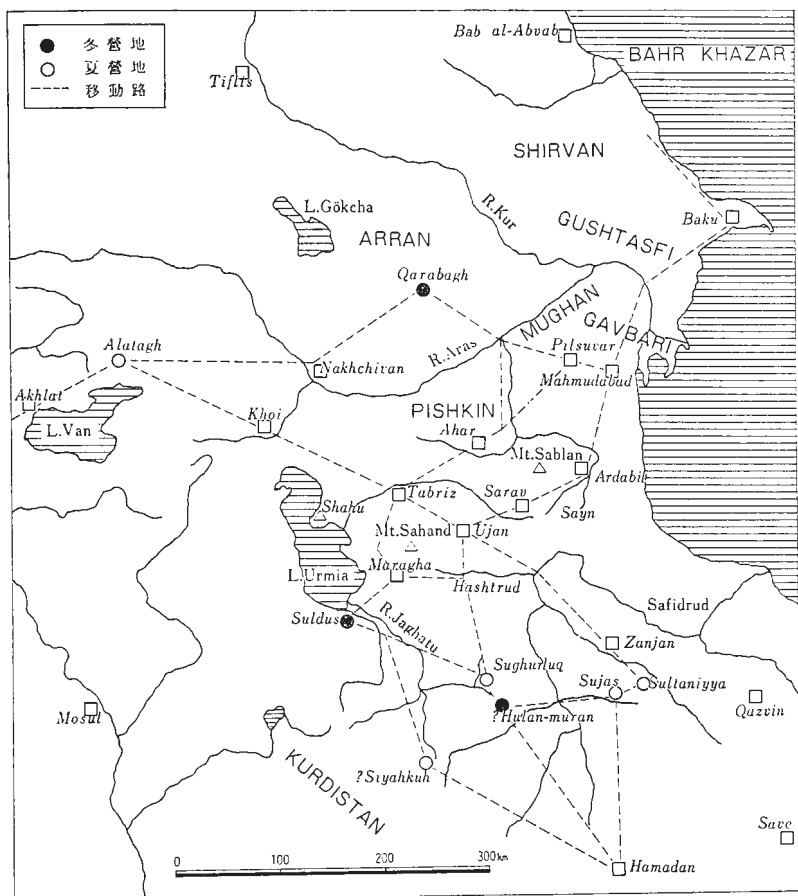 冬營地
夏營地
移動路
Bab al-Abvab
BAHR KHAZAR
Tiflis
SHIRVAN
L.Gökcha
R.Kur
Baku
GUSHTASFI
ARRAN
Qarabagh
MUGHAN
GAVBARI
Alatagh
R.Aras
Pilsuvar
Nakhchivan
Mahmudabad
Akhlat
PISHKIN
L.Van
Khoi
Ahar
Mt.Sablan
Ardabil
Tabriz
Sarav
Shahu
Sayn
Mt.Sahand
Ujan
Maragha
L.Urmia
Hashtrud
Safidrud
R.Jaghatu
Suldus
Zanjan
Sughurluq
Sujas
Sultaniyya
Qazvin
Mosul
?Hulan-muran
?Siyahkuh
KURDISTAN
Save
0 100 200 300km
Hamadan